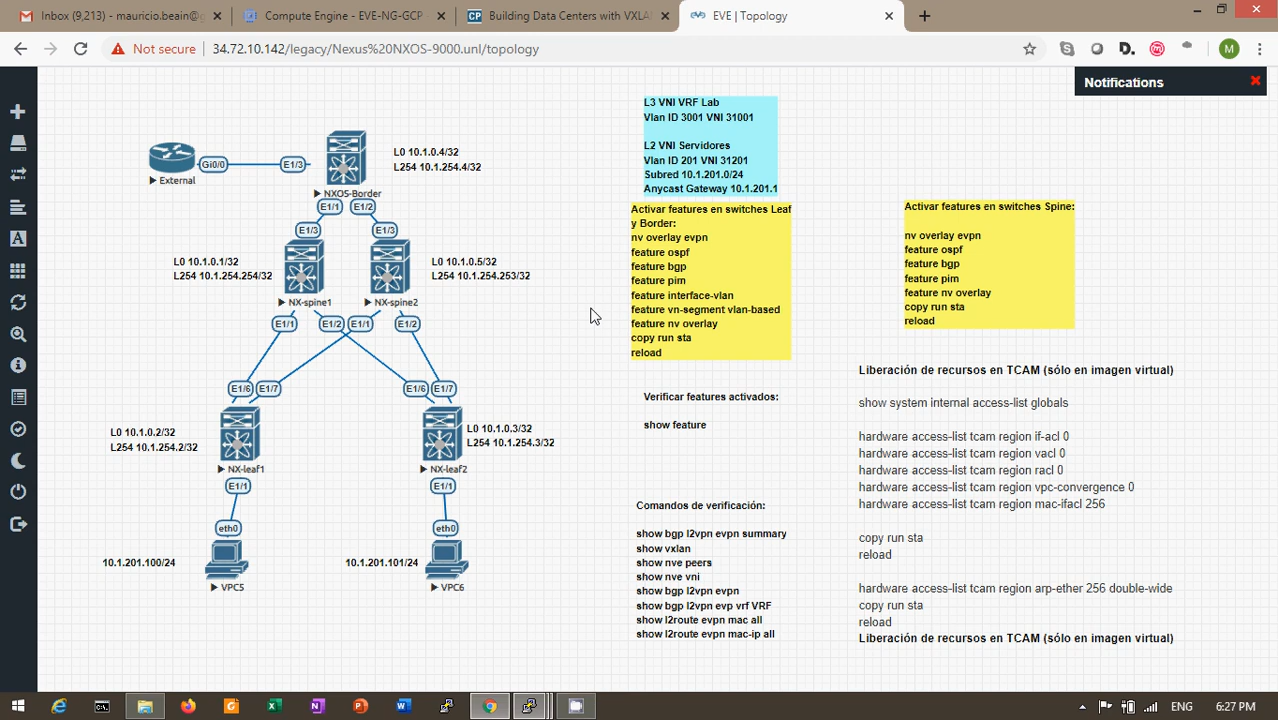 Inbox (9,213) - mauricio.beain@gm
Compute Engine - EVE-NG-GCP
CP Building Data Centers with VXLA
EVE | Topology
Not secure 34.72.10.142/legacy/Nexus%20NXOS-9000.unl/topology
M
Notifications
L3 VNI VRF Lab
Vlan ID 3001 VNI 31001
L2 VNI Servidores
Vlan ID 201 VNI 31201
Subred 10.1.201.0/24
Anycast Gateway 10.1.201.1
Activar features en switches Leaf
y Border:
nv overlay evpn
feature ospf
feature bgp
feature pim
feature interface-vlan
feature vn-segment vlan-based
feature nv overlay
copy run sta
reload
Activar features en switches Spine:
nv overlay evpn
feature ospf
feature bgp
feature pim
feature nv overlay
copy run sta
reload
L0 10.1.0.4/32
L254 10.1.254.4/32
Gi0/0
E1/3
External
NXOS-Border
E1/1
E1/2
E1/3
E1/3
L0 10.1.0.1/32
L254 10.1.254.254/32
L0 10.1.0.5/32
L254 10.1.254.253/32
NX-spine1
NX-spine2
E1/1
E1/2
E1/1
E1/2
E1/6
E1/7
E1/6
E1/7
L0 10.1.0.2/32
L254 10.1.254.2/32
L0 10.1.0.3/32
L254 10.1.254.3/32
NX-leaf1
NX-leaf2
E1/1
E1/1
eth0
eth0
10.1.201.100/24
10.1.201.101/24
VPC5
VPC6
Verificar features activados:
show feature
Comandos de verificación:
show bgp l2vpn evpn summary
show vxlan
show nve peers
show nve vni
show bgp l2vpn evpn
show bgp l2vpn evp vrf VRF
show l2route evpn mac all
show l2route evpn mac-ip all
Liberación de recursos en TCAM (sólo en imagen virtual)
show system internal access-list globals
hardware access-list tcam region if-acl 0
hardware access-list tcam region vacl 0
hardware access-list tcam region racl 0
hardware access-list tcam region vpc-convergence 0
hardware access-list tcam region mac-ifacl 256
copy run sta
reload
hardware access-list tcam region arp-ether 256 double-wide
copy run sta
reload
Liberación de recursos en TCAM (sólo en imagen virtual)
ENG
6:27 PM